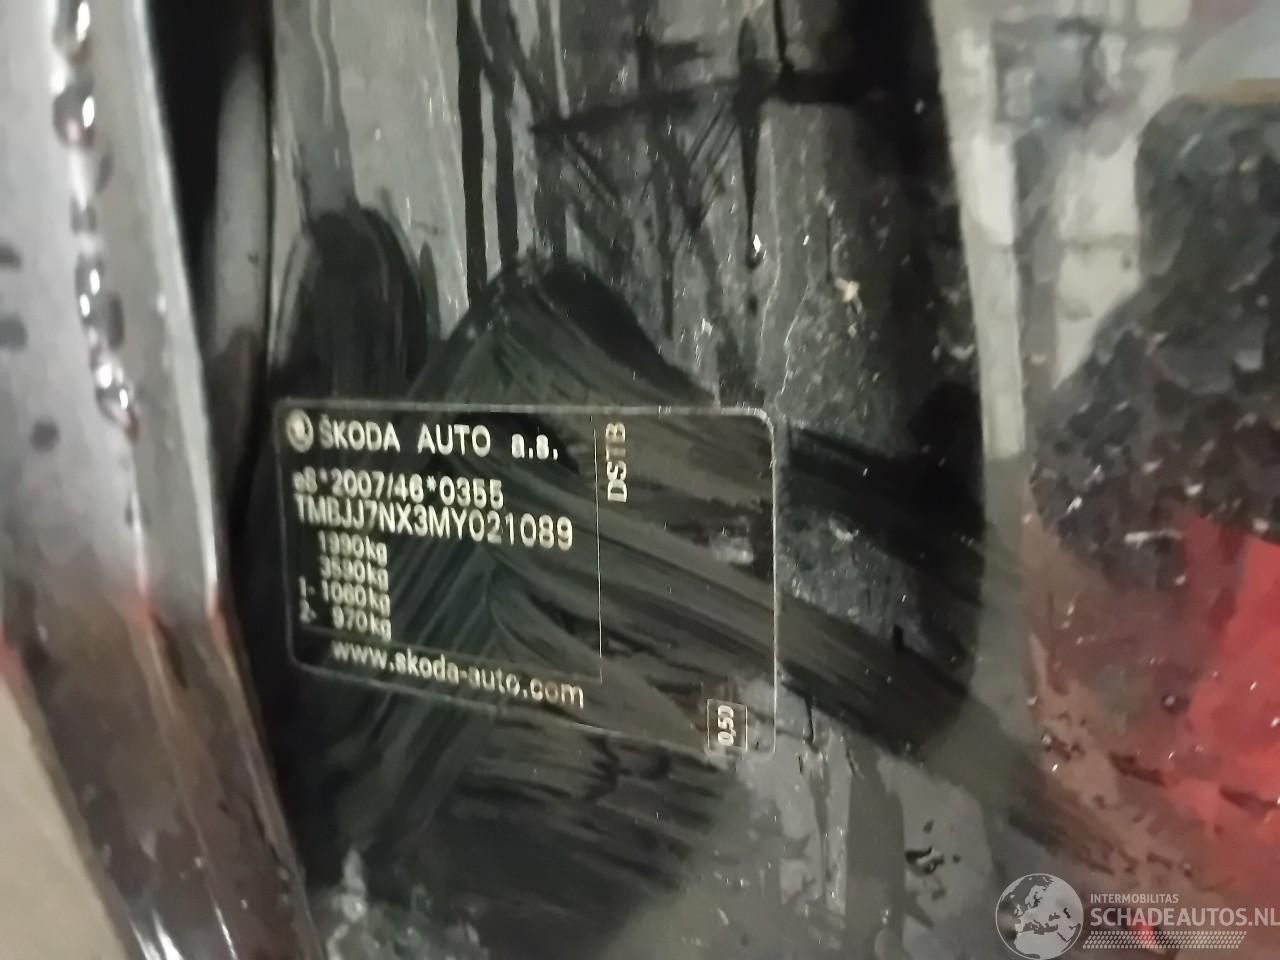 ŠKODA AUTO a.s.
e8*2007/46*0355
TMBJJ7NX3MY021089
1990kg
3590kg
1- 1060kg
2- 970kg
www.skoda-auto.com
DSTB
0,50
INTERMOBILITAS
SCHADEAUTOS.NL